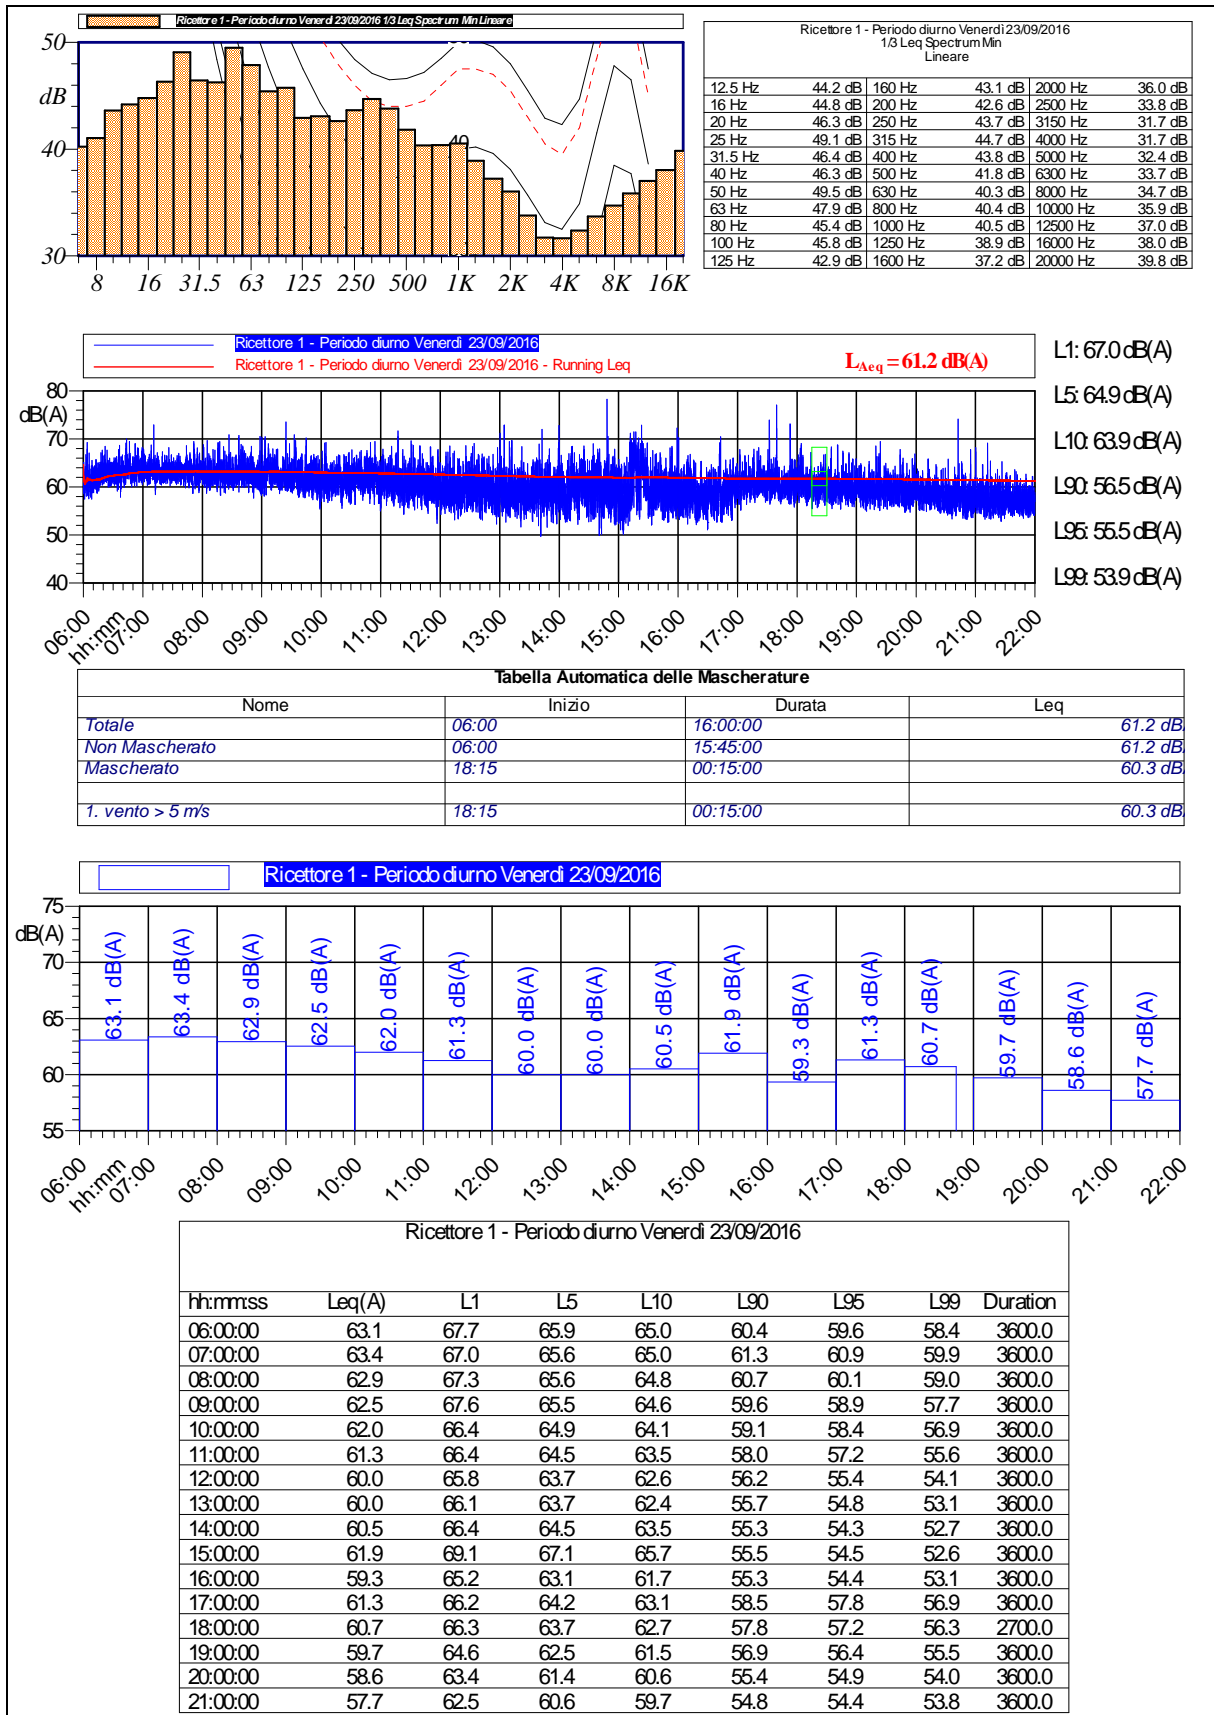 Ricettore 1 - Periodo diurno Venerdì 23/09/2016 1/3 Leq Spectrum Min Lineare
50
dB
40
30
40
8 16 31.5 63 125 250 500 1K 2K 4K 8K 16K
Ricettore 1 - Periodo diurno Venerdì 23/09/2016
1/3 Leq Spectrum Min
Lineare
12.5 Hz 44.2 dB 160 Hz 43.1 dB 2000 Hz 36.0 dB
16 Hz 44.8 dB 200 Hz 42.6 dB 2500 Hz 33.8 dB
20 Hz 46.3 dB 250 Hz 43.7 dB 3150 Hz 31.7 dB
25 Hz 49.1 dB 315 Hz 44.7 dB 4000 Hz 31.7 dB
31.5 Hz 46.4 dB 400 Hz 43.8 dB 5000 Hz 32.4 dB
40 Hz 46.3 dB 500 Hz 41.8 dB 6300 Hz 33.7 dB
50 Hz 49.5 dB 630 Hz 40.3 dB 8000 Hz 34.7 dB
63 Hz 47.9 dB 800 Hz 40.4 dB 10000 Hz 35.9 dB
80 Hz 45.4 dB 1000 Hz 40.5 dB 12500 Hz 37.0 dB
100 Hz 45.8 dB 1250 Hz 38.9 dB 16000 Hz 38.0 dB
125 Hz 42.9 dB 1600 Hz 37.2 dB 20000 Hz 39.8 dB
Ricettore 1 - Periodo diurno Venerdì 23/09/2016
Ricettore 1 - Periodo diurno Venerdì 23/09/2016 - Running Leq
LAeq = 61.2 dB(A)
L1: 67.0 dB(A)
L5: 64.9 dB(A)
L10: 63.9 dB(A)
L90: 56.5 dB(A)
L95: 55.5 dB(A)
L99: 53.9 dB(A)
80
dB(A)
70
60
50
40
06:00 hh:mm 07:00 08:00 09:00 10:00 11:00 12:00 13:00 14:00 15:00 16:00 17:00 18:00 19:00 20:00 21:00 22:00
Tabella Automatica delle Mascherature
Nome Inizio Durata Leq
Totale 06:00 16:00:00 61.2 dB
Non Mascherato 06:00 15:45:00 61.2 dB
Mascherato 18:15 00:15:00 60.3 dB
1. vento > 5 m/s 18:15 00:15:00 60.3 dB
Ricettore 1 - Periodo diurno Venerdì 23/09/2016
75
dB(A)
70
65
60
55
63.1 dB(A) 63.4 dB(A) 62.9 dB(A) 62.5 dB(A) 62.0 dB(A) 61.3 dB(A) 60.0 dB(A) 60.0 dB(A) 60.5 dB(A) 61.9 dB(A) 59.3 dB(A) 61.3 dB(A) 60.7 dB(A) 59.7 dB(A) 58.6 dB(A) 57.7 dB(A)
06:00 hh:mm 07:00 08:00 09:00 10:00 11:00 12:00 13:00 14:00 15:00 16:00 17:00 18:00 19:00 20:00 21:00 22:00
Ricettore 1 - Periodo diurno Venerdì 23/09/2016
hh:mm:ss Leq(A) L1 L5 L10 L90 L95 L99 Duration
06:00:00 63.1 67.7 65.9 65.0 60.4 59.6 58.4 3600.0
07:00:00 63.4 67.0 65.6 65.0 61.3 60.9 59.9 3600.0
08:00:00 62.9 67.3 65.6 64.8 60.7 60.1 59.0 3600.0
09:00:00 62.5 67.6 65.5 64.6 59.6 58.9 57.7 3600.0
10:00:00 62.0 66.4 64.9 64.1 59.1 58.4 56.9 3600.0
11:00:00 61.3 66.4 64.5 63.5 58.0 57.2 55.6 3600.0
12:00:00 60.0 65.8 63.7 62.6 56.2 55.4 54.1 3600.0
13:00:00 60.0 66.1 63.7 62.4 55.7 54.8 53.1 3600.0
14:00:00 60.5 66.4 64.5 63.5 55.3 54.3 52.7 3600.0
15:00:00 61.9 69.1 67.1 65.7 55.5 54.5 52.6 3600.0
16:00:00 59.3 65.2 63.1 61.7 55.3 54.4 53.1 3600.0
17:00:00 61.3 66.2 64.2 63.1 58.5 57.8 56.9 3600.0
18:00:00 60.7 66.3 63.7 62.7 57.8 57.2 56.3 2700.0
19:00:00 59.7 64.6 62.5 61.5 56.9 56.4 55.5 3600.0
20:00:00 58.6 63.4 61.4 60.6 55.4 54.9 54.0 3600.0
21:00:00 57.7 62.5 60.6 59.7 54.8 54.4 53.8 3600.0